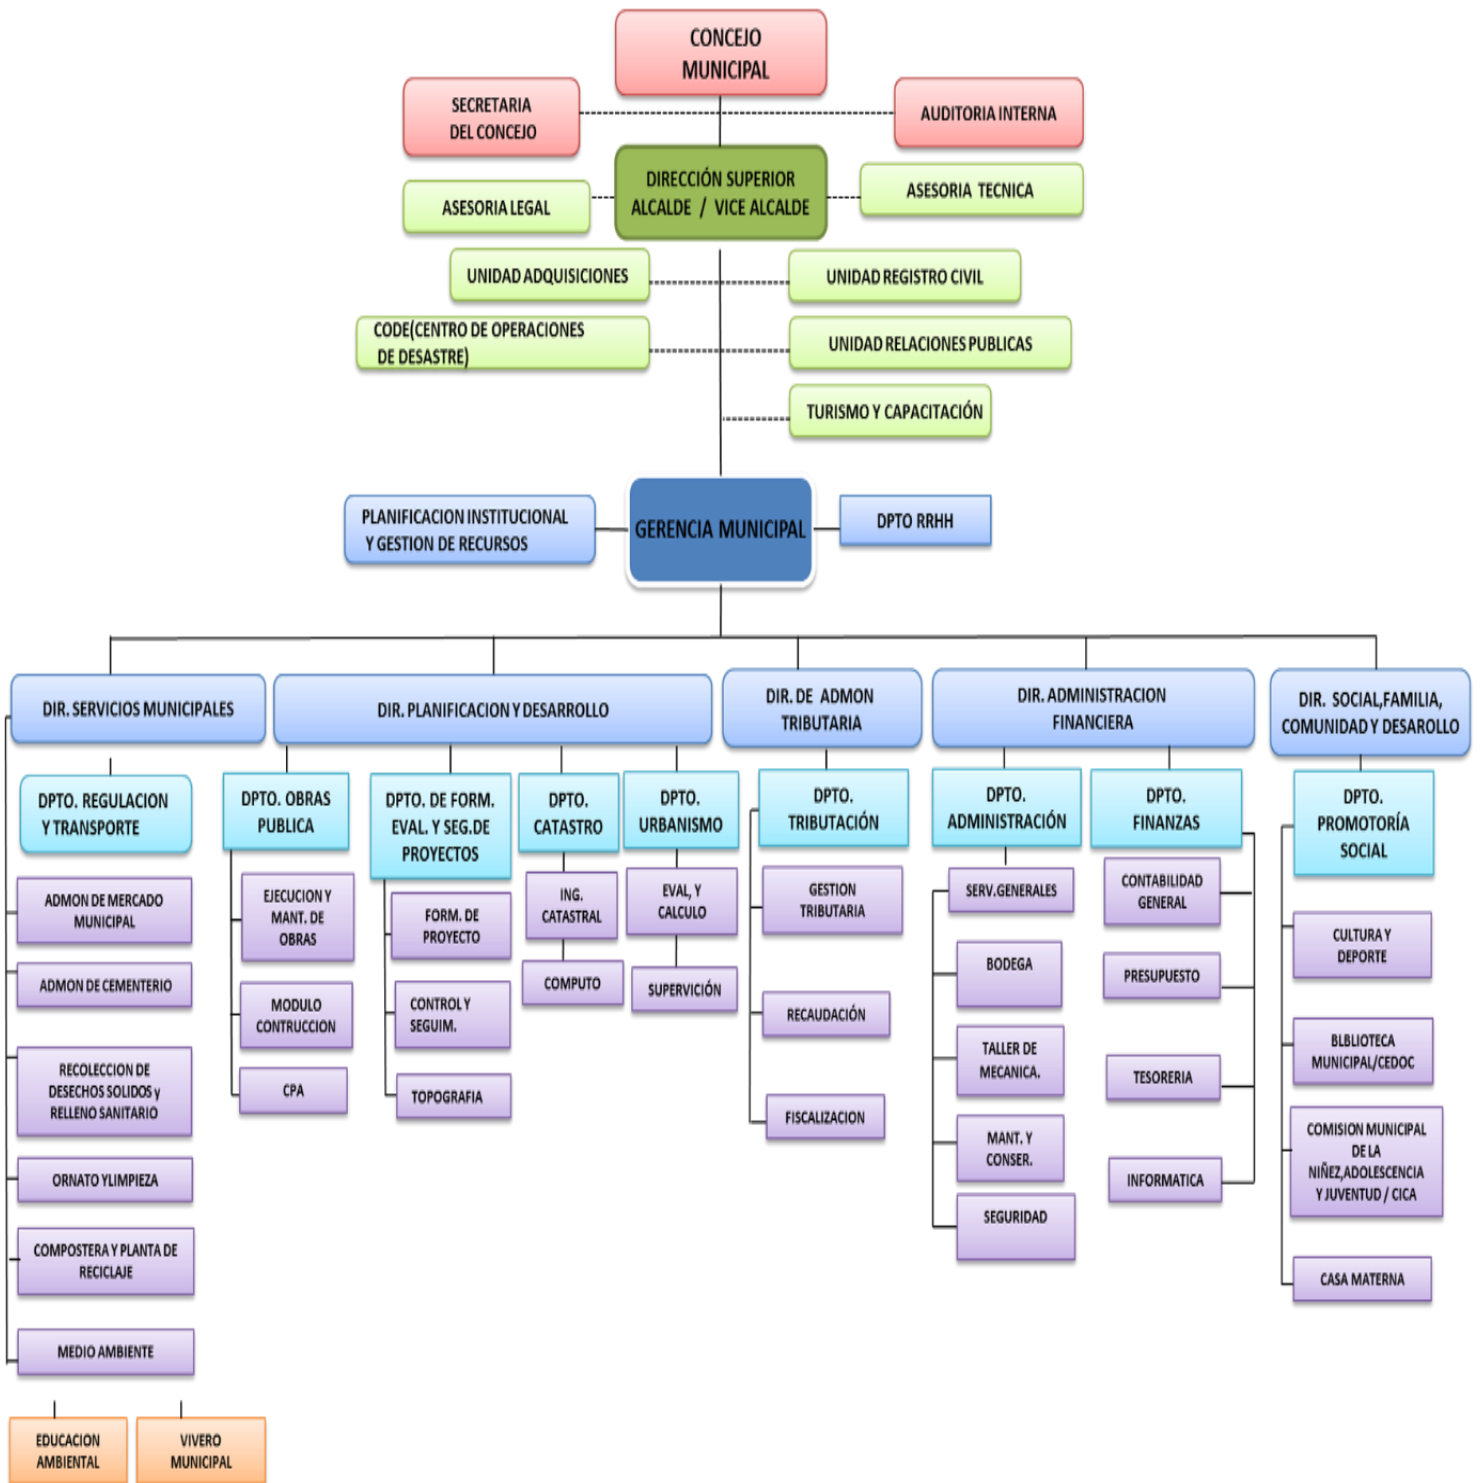 CONCEJO
MUNICIPAL
SECRETARIA
DEL CONCEJO
AUDITORIA INTERNA
DIRECCIÓN SUPERIOR
ALCALDE / VICE ALCALDE
ASESORIA LEGAL
ASESORIA TECNICA
UNIDAD ADQUISICIONES
UNIDAD REGISTRO CIVIL
CODE(CENTRO DE OPERACIONES
DE DESASTRE)
UNIDAD RELACIONES PUBLICAS
TURISMO Y CAPACITACIÓN
PLANIFICACION INSTITUCIONAL
Y GESTION DE RECURSOS
GERENCIA MUNICIPAL
DPTO RRHH
DIR. SERVICIOS MUNICIPALES
DIR. PLANIFICACION Y DESARROLLO
DIR. DE ADMON
TRIBUTARIA
DIR. ADMINISTRACION
FINANCIERA
DIR. SOCIAL,FAMILIA,
COMUNIDAD Y DESAROLLO
DPTO. REGULACION
Y TRANSPORTE
ADMON DE MERCADO
MUNICIPAL
ADMON DE CEMENTERIO
RECOLECCION DE
DESECHOS SOLIDOS y
RELLENO SANITARIO
ORNATO YLIMPIEZA
COMPOSTERA Y PLANTA DE
RECICLAJE
MEDIO AMBIENTE
EDUCACION
AMBIENTAL
VIVERO
MUNICIPAL
DPTO. OBRAS
PUBLICA
EJECUCION Y
MANT. DE
OBRAS
MODULO
CONTRUCCION
CPA
DPTO. DE FORM.
EVAL. Y SEG.DE
PROYECTOS
FORM. DE
PROYECTO
CONTROL Y
SEGUIM.
TOPOGRAFIA
DPTO.
CATASTRO
ING.
CATASTRAL
COMPUTO
DPTO.
URBANISMO
EVAL, Y
CALCULO
SUPERVICIÓN
DPTO.
TRIBUTACIÓN
GESTION
TRIBUTARIA
RECAUDACIÓN
FISCALIZACION
DPTO.
ADMINISTRACIÓN
SERV.GENERALES
BODEGA
TALLER DE
MECANICA.
MANT. Y
CONSER.
SEGURIDAD
DPTO.
FINANZAS
CONTABILIDAD
GENERAL
PRESUPUESTO
TESORERIA
INFORMATICA
DPTO.
PROMOTORÍA
SOCIAL
CULTURA Y
DEPORTE
BLBLIOTECA
MUNICIPAL/CEDOC
COMISION MUNICIPAL
DE LA
NIÑEZ,ADOLESCENCIA
Y JUVENTUD / CICA
CASA MATERNA